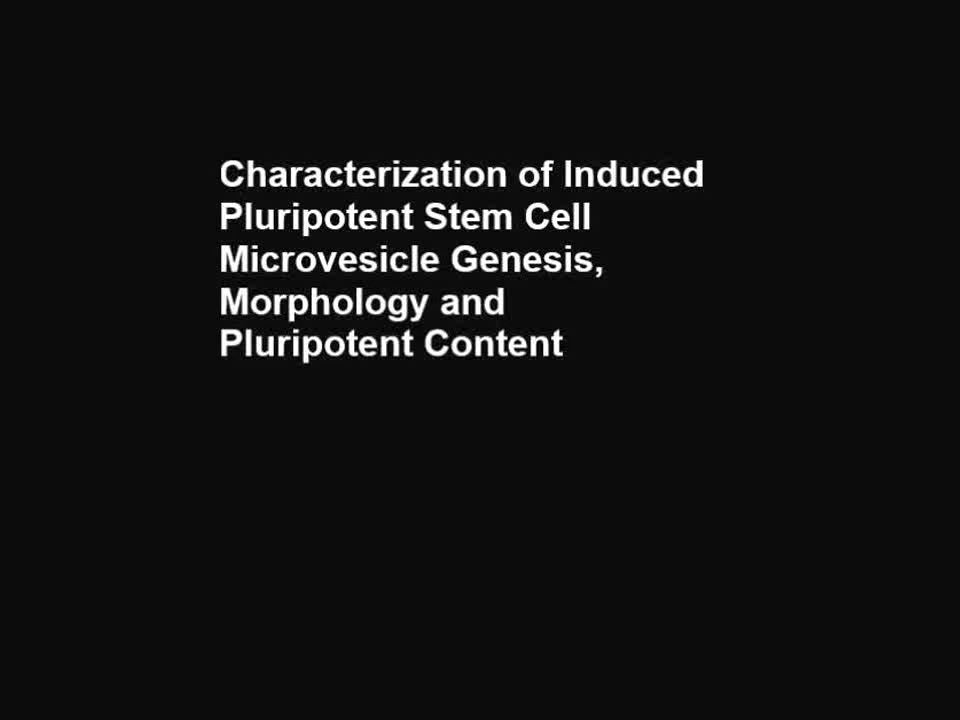 Characterization of Induced
Pluripotent Stem Cell
Microvesicle Genesis,
Morphology and
Pluripotent Content